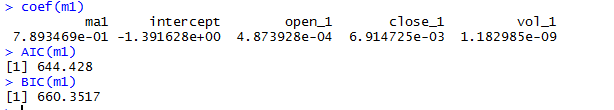 > coef(m1)
ma1 intercept open_1 close_1 vol_1
7.893469e-01 -1.391628e+00 4.873928e-04 6.914725e-03 1.182985e-09
> AIC(m1)
[1] 644.428
> BIC(m1)
[1] 660.3517